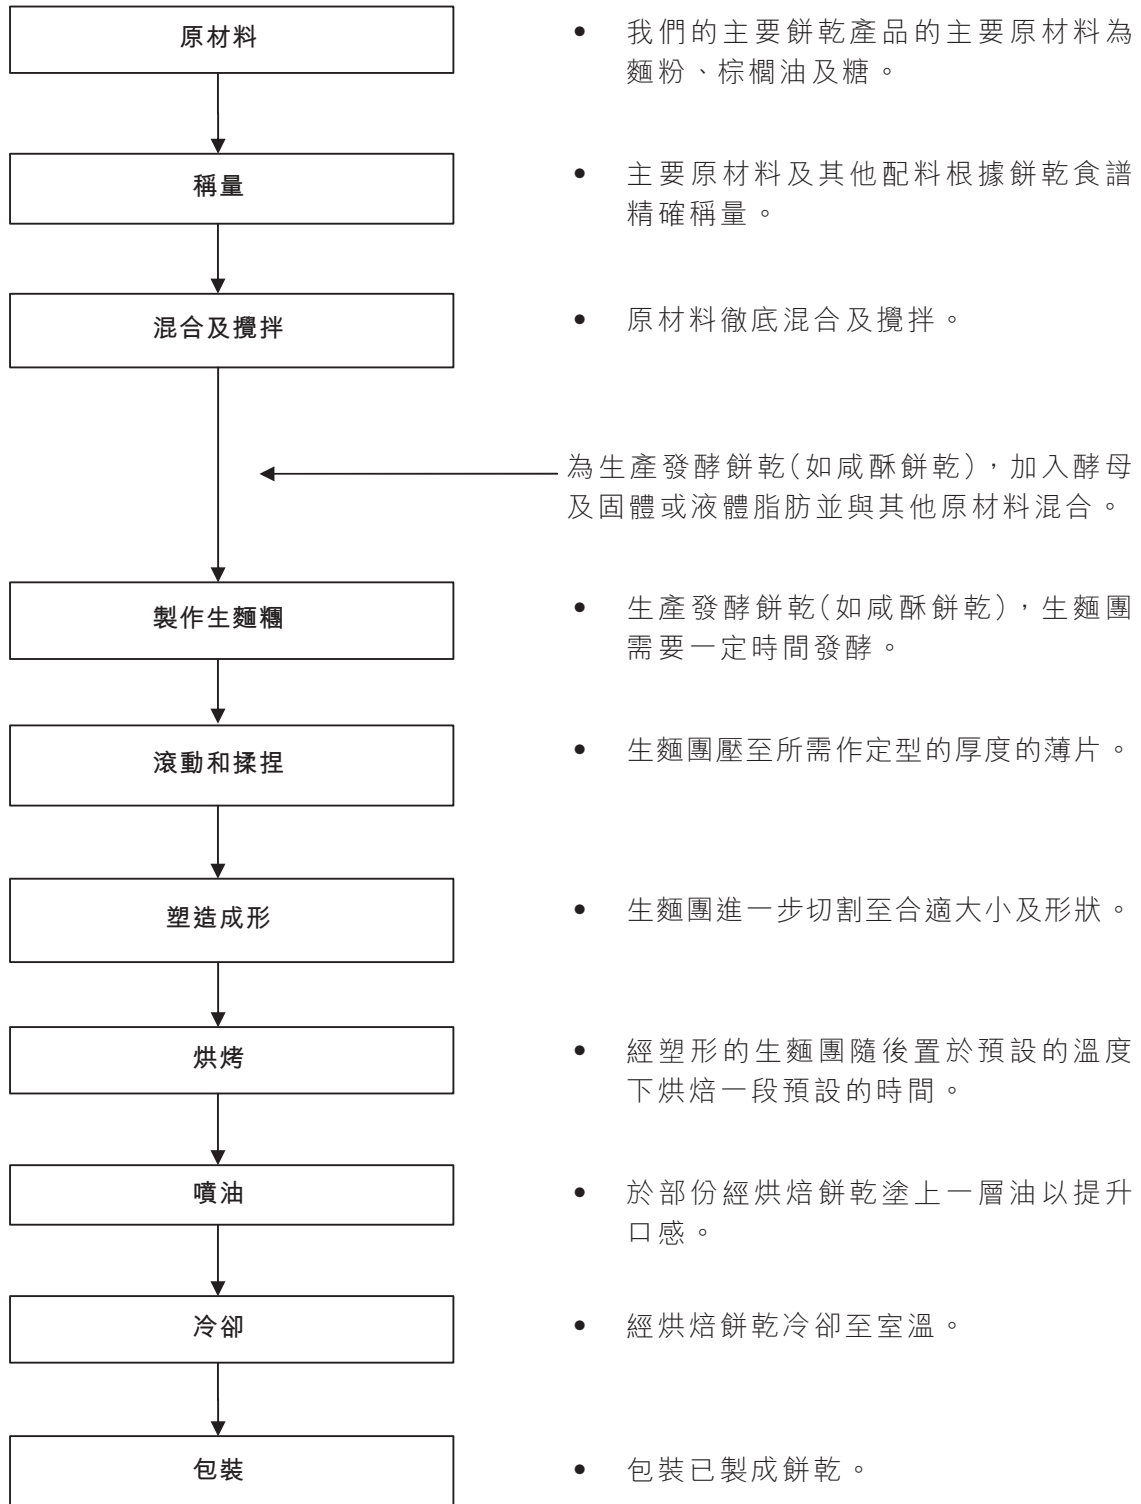 原材料
• 我們的主要餅乾產品的主要原材料為
麵粉、棕櫚油及糖。
稱量
• 主要原材料及其他配料根據餅乾食譜
精確稱量。
混合及攪拌
• 原材料徹底混合及攪拌。
為生產發酵餅乾(如咸酥餅乾)，加入酵母
及固體或液體脂肪並與其他原材料混合。
製作生麵糰
• 生產發酵餅乾(如咸酥餅乾)，生麵團
需要一定時間發酵。
滾動和揉捏
• 生麵團壓至所需作定型的厚度的薄片。
塑造成形
• 生麵團進一步切割至合適大小及形狀。
烘烤
• 經塑形的生麵團隨後置於預設的溫度
下烘焙一段預設的時間。
噴油
• 於部份經烘焙餅乾塗上一層油以提升
口感。
冷卻
• 經烘焙餅乾冷卻至室溫。
包裝
• 包裝已製成餅乾。